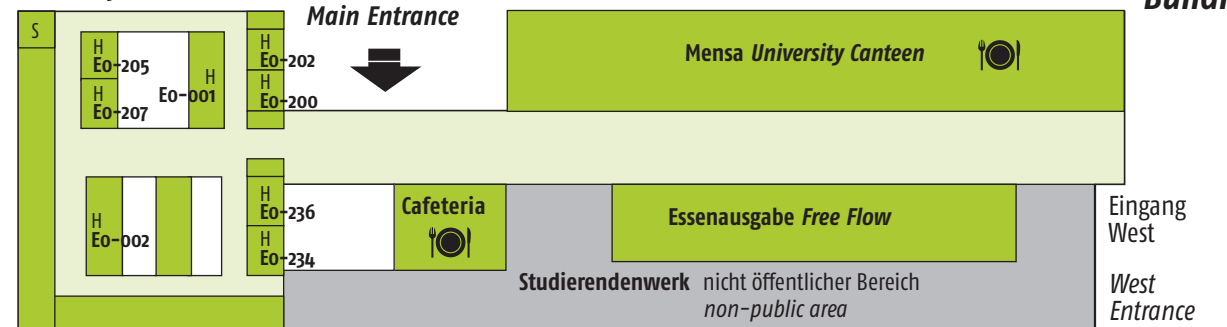 Main Entrance
S
H
E0-205
H
E0-207
H
E0-001
H
E0-202
H
E0-200
Mensa University Canteen
H
E0-002
H
E0-236
H
E0-234
Cafeteria
Essenausgabe Free Flow
Studierendenwerk nicht öffentlicher Bereich
non-public area
Eingang
West
West
Entrance